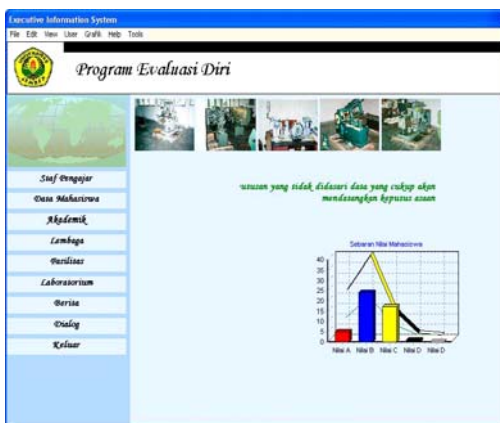 Executive Information System
File Edit View User Grafik Help Tools
Program Evaluasi Diri
Staf Pengajar
Data Mahasiswa
Akademik
Lembaga
Fasilitas
Laboratorium
Berita
Dialog
Keluar
utusan yang tidak didasari data yang cukup akan
mendatangkan keputus asaan
Sebaran Nilai Mahasiswa
40
35
30
25
20
15
10
5
0
Nilai A Nilai B Nilai C Nilai D Nilai D